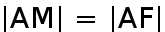 |AM| = |AF|